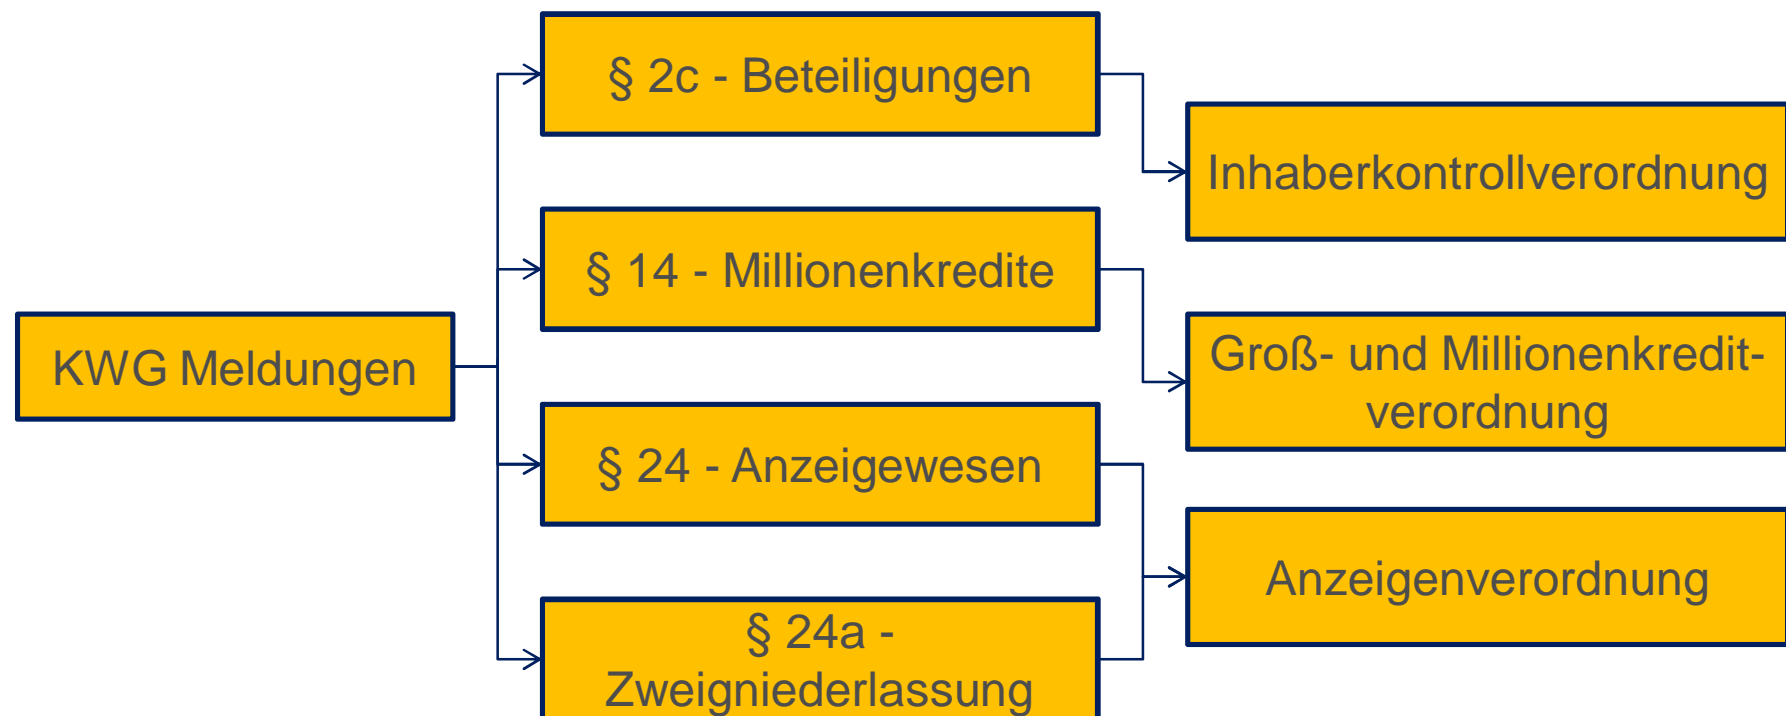 KWG Meldungen
§ 2c - Beteiligungen
§ 14 - Millionenkredite
§ 24 - Anzeigewesen
§ 24a -
Zweigniederlassung
Inhaberkontrollverordnung
Groß- und Millionenkredit-
verordnung
Anzeigenverordnung